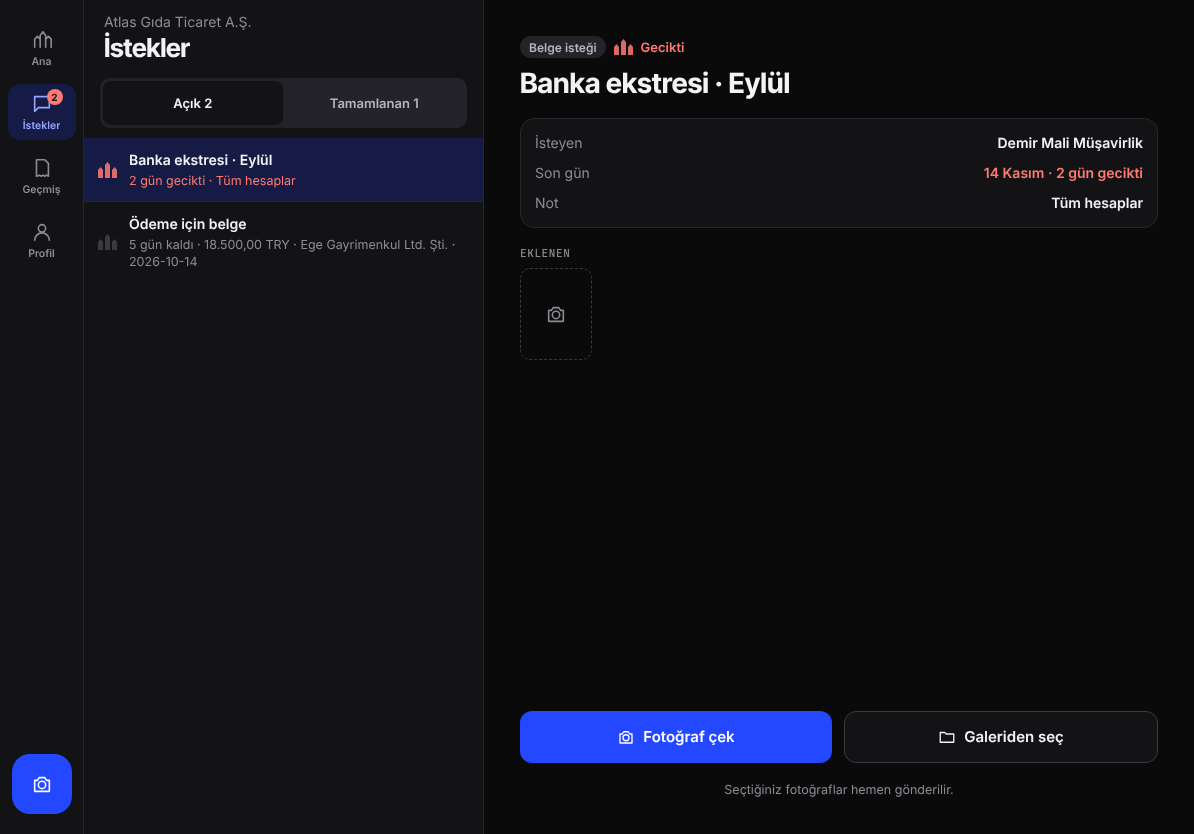 Ana
2
İstekler
Geçmiş
Profil
Atlas Gıda Ticaret A.Ş.
İstekler
Açık 2
Tamamlanan 1
Banka ekstresi · Eylül
2 gün gecikti · Tüm hesaplar
Ödeme için belge
5 gün kaldı · 18.500,00 TRY · Ege Gayrimenkul Ltd. Şti. ·
2026-10-14
Belge isteği
Gecikti
Banka ekstresi · Eylül
İsteyen
Demir Mali Müşavirlik
Son gün
14 Kasım · 2 gün gecikti
Not
Tüm hesaplar
EKLENEN
Fotoğraf çek
Galeriden seç
Seçtiğiniz fotoğraflar hemen gönderilir.